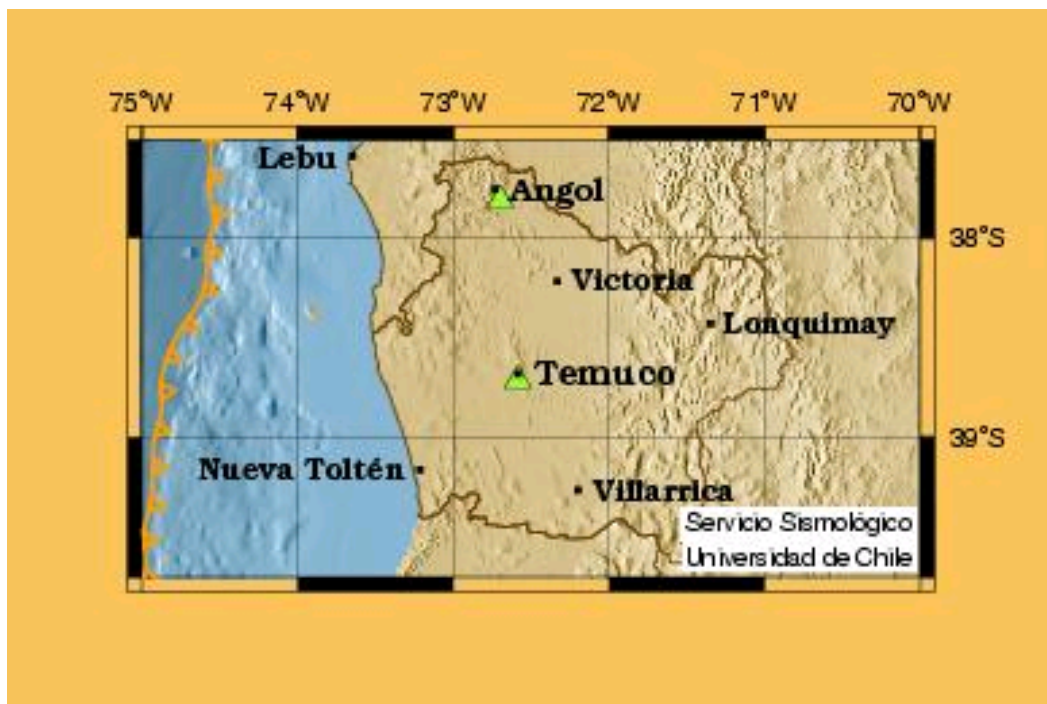 75°W 74°W 73°W 72°W 71°W 70°W
Lebu
Angol
38°S
Victoria
Lonquimay
Temuco
39°S
Nueva Toltén
Villarrica
Servicio Sismológico
Universidad de Chile